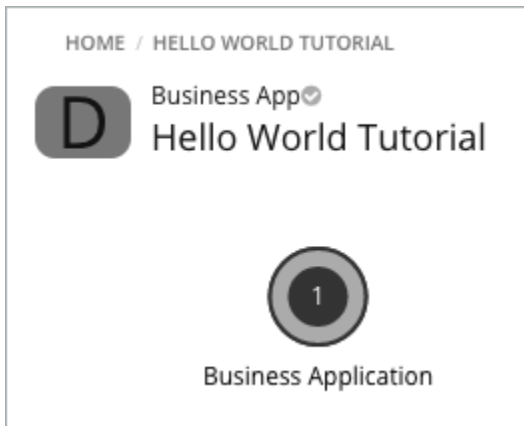 HOME / HELLO WORLD TUTORIAL
D
Business App
Hello World Tutorial
1
Business Application